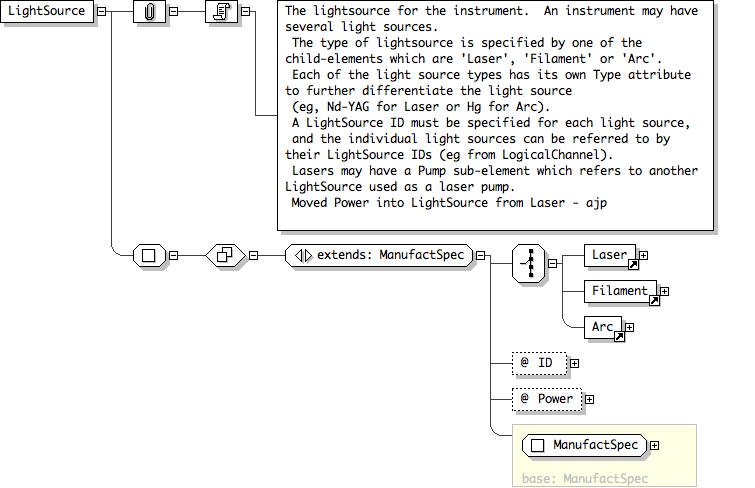 LightSource
The lightsource for the instrument.  An instrument may have
several light sources.
The type of lightsource is specified by one of the
child-elements which are 'Laser', 'Filament' or 'Arc'.
Each of the light source types has its own Type attribute
to further differentiate the light source
(eg, Nd-YAG for Laser or Hg for Arc).
A LightSource ID must be specified for each light source,
and the individual light sources can be referred to by
their LightSource IDs (eg from LogicalChannel).
Lasers may have a Pump sub-element which refers to another
LightSource used as a laser pump.
Moved Power into LightSource from Laser - ajp
extends: ManufactSpec
Laser
Filament
Arc
@ ID
@ Power
ManufactSpec
base: ManufactSpec